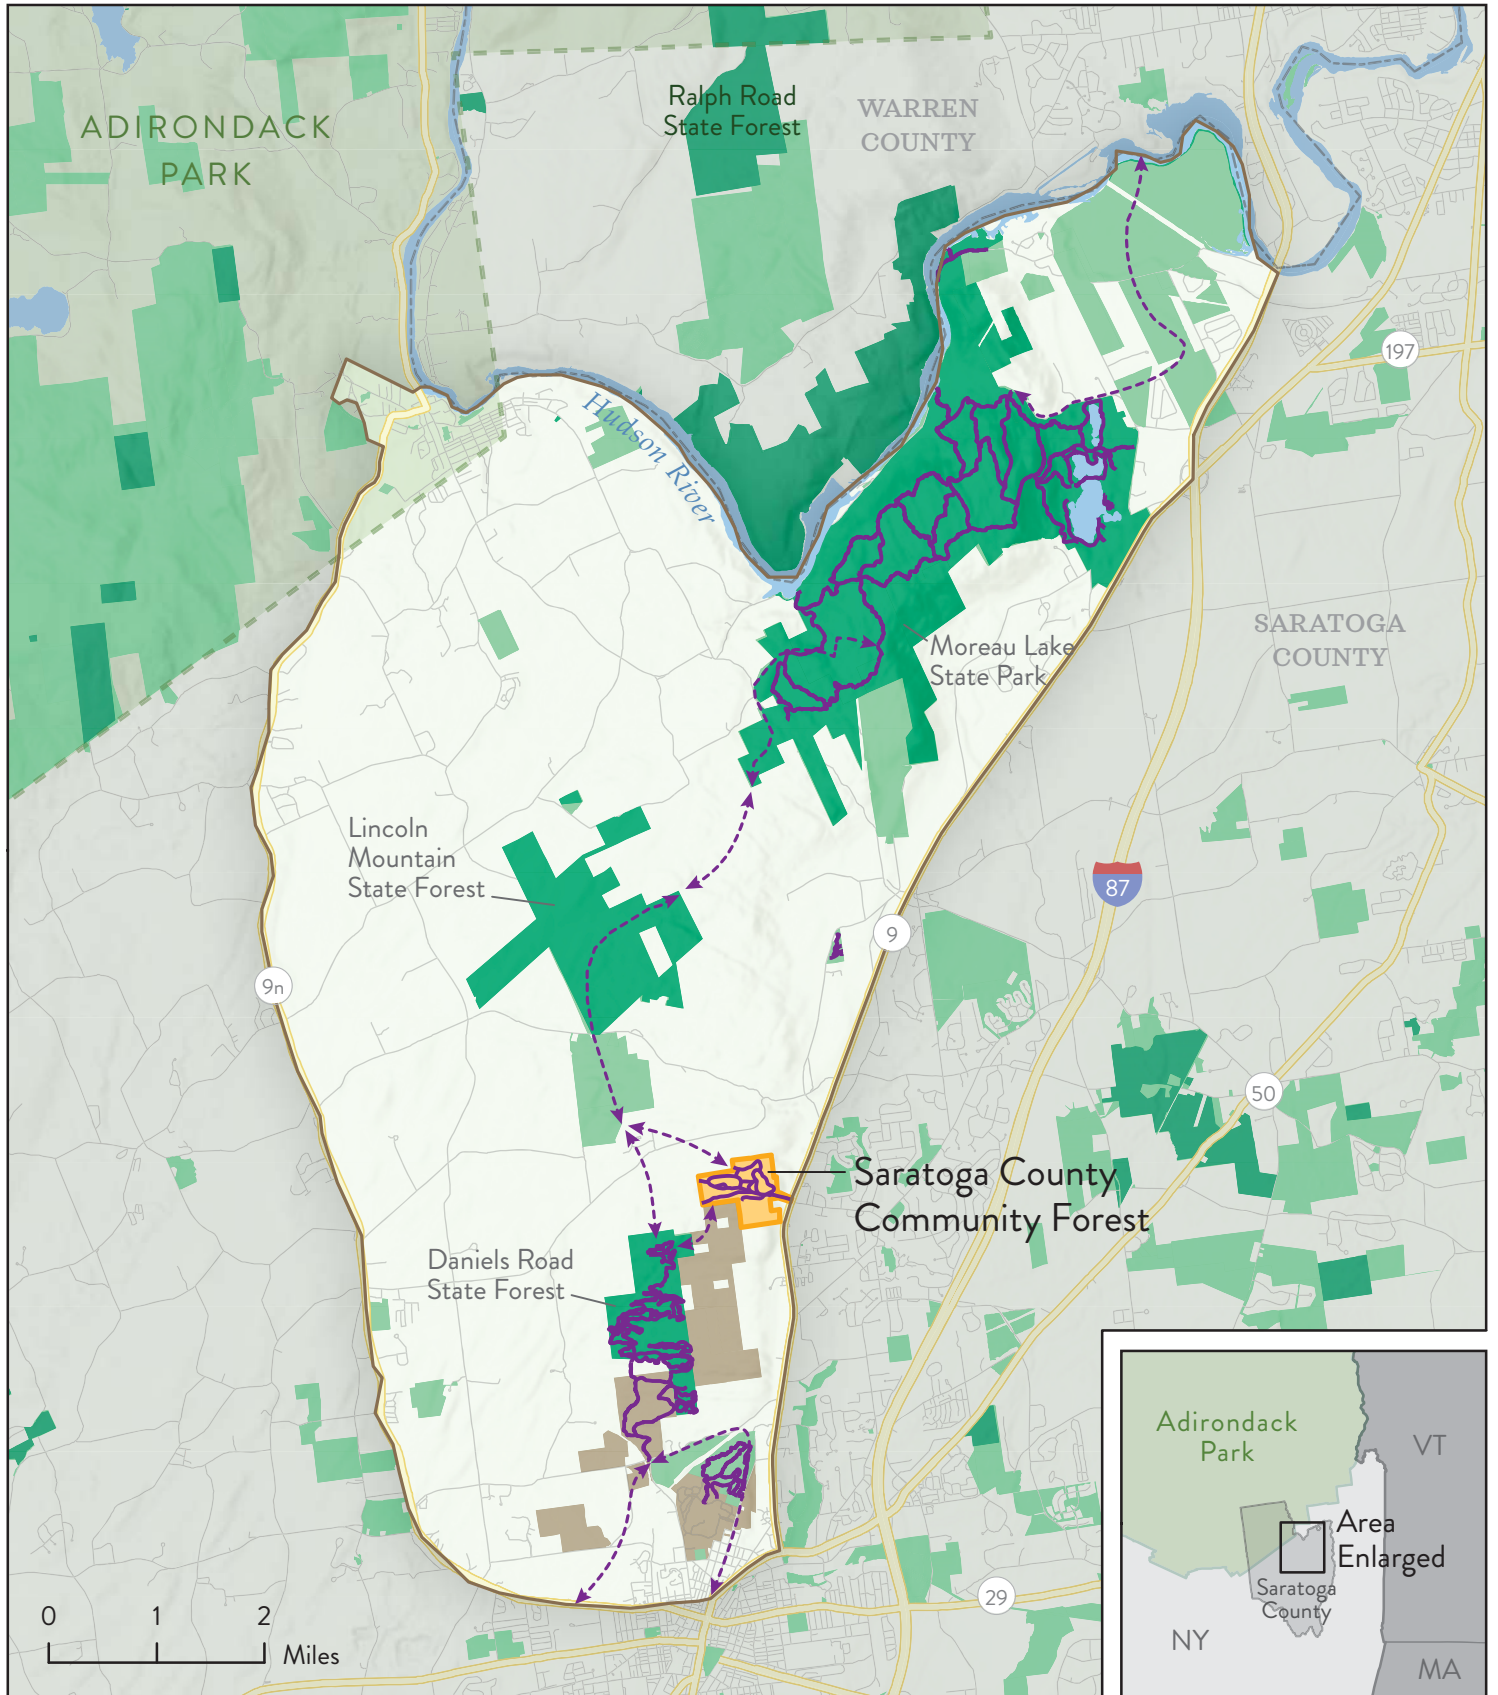 Ralph Road
State Forest
WARREN
COUNTY
ADIRONDACK
PARK
197
Hudson River
SARATOGA
COUNTY
Moreau Lake
State Park
Lincoln
Mountain
State Forest
87
9
9n
50
Saratoga County
Community Forest
Daniels Road
State Forest
29
0 1 2
Miles
Adirondack
Park
VT
Area
Enlarged
Saratoga
County
NY
MA